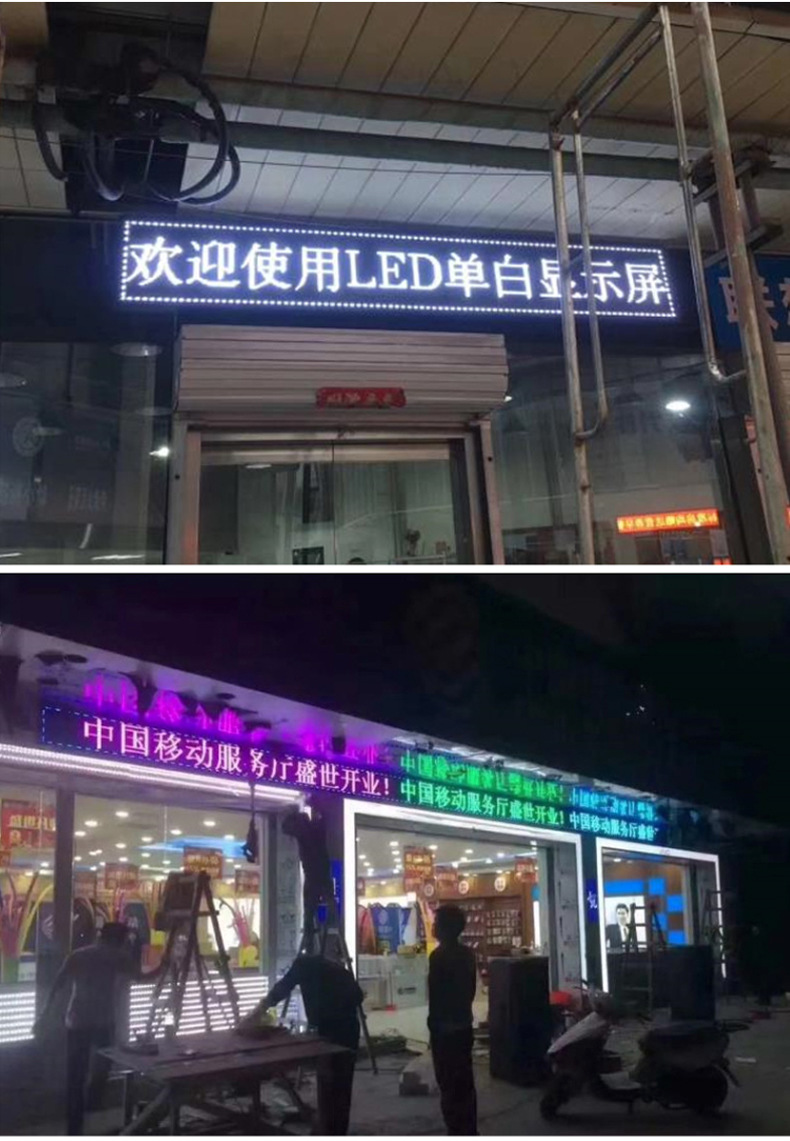 欢迎使用LED单白显示屏
中国移动服务厅盛世开业!
中国移动服务厅盛世开业!
中国移动服务厅盛世